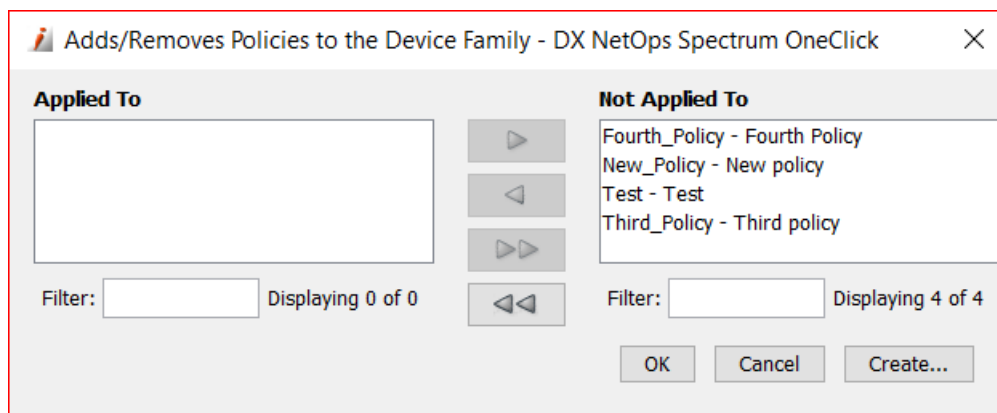 Adds/Removes Policies to the Device Family - DX NetOps Spectrum OneClick
Applied To
Not Applied To
Fourth_Policy - Fourth Policy
New_Policy - New policy
Test - Test
Third_Policy - Third policy
Filter:
Displaying 0 of 0
Filter:
Displaying 4 of 4
OK
Cancel
Create...